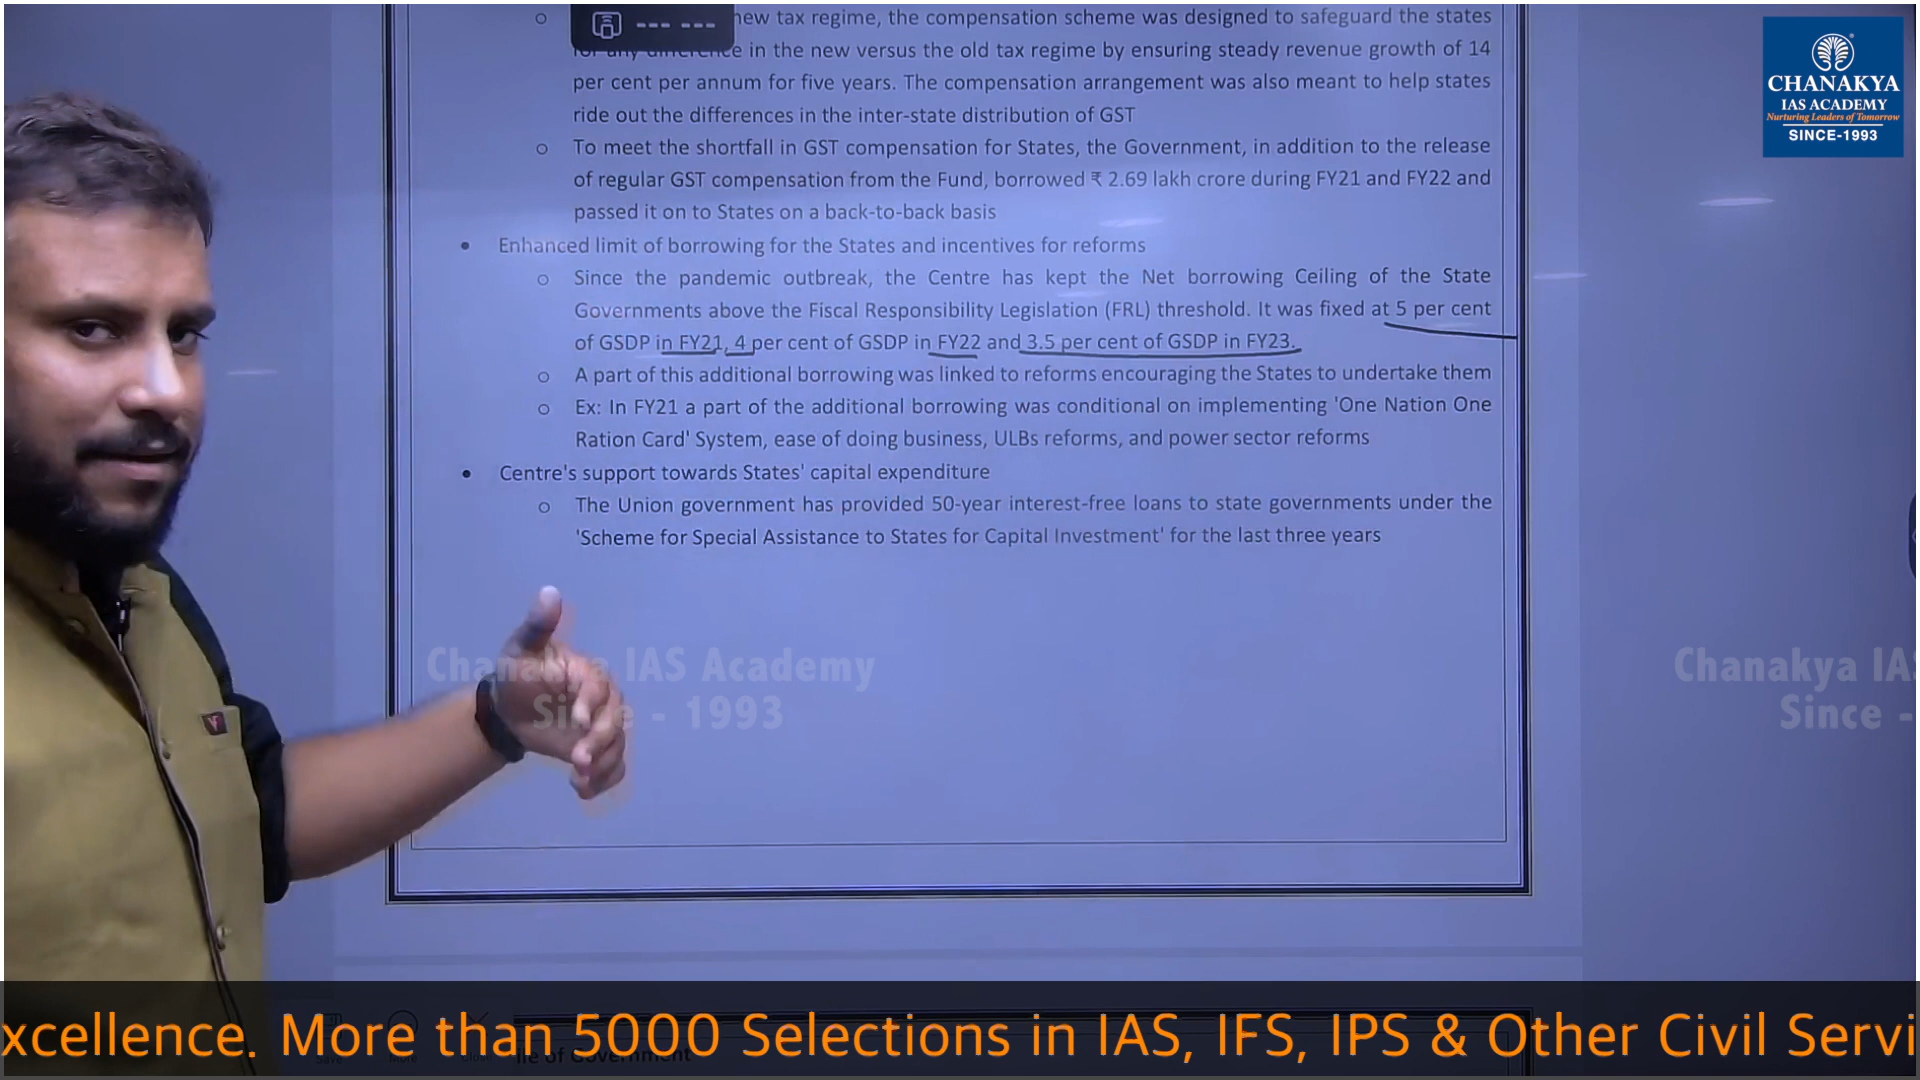 new tax regime, the compensation scheme was designed to safeguard the states
for any difference in the new versus the old tax regime by ensuring steady revenue growth of 14
per cent per annum for five years. The compensation arrangement was also meant to help states
ride out the differences in the inter-state distribution of GST
o To meet the shortfall in GST compensation for States, the Government, in addition to the release
of regular GST compensation from the Fund, borrowed ₹ 2.69 lakh crore during FY21 and FY22 and
passed it on to States on a back-to-back basis
• Enhanced limit of borrowing for the States and incentives for reforms
o Since the pandemic outbreak, the Centre has kept the Net borrowing Ceiling of the State
Governments above the Fiscal Responsibility Legislation (FRL) threshold. It was fixed at 5 per cent
of GSDP in FY21, 4 per cent of GSDP in FY22 and 3.5 per cent of GSDP in FY23.
o A part of this additional borrowing was linked to reforms encouraging the States to undertake them
o Ex: In FY21 a part of the additional borrowing was conditional on implementing 'One Nation One
Ration Card' System, ease of doing business, ULBs reforms, and power sector reforms
• Centre's support towards States' capital expenditure
o The Union government has provided 50-year interest-free loans to state governments under the
'Scheme for Special Assistance to States for Capital Investment' for the last three years
CHANAKYA
IAS ACADEMY
Nurturing Leaders of Tomorrow
SINCE-1993
Chanakya IAS Academy
Since - 1993
Chanakya IAS
Since -
xcellence. More than 5000 Selections in IAS, IFS, IPS & Other Civil Servi
of Government